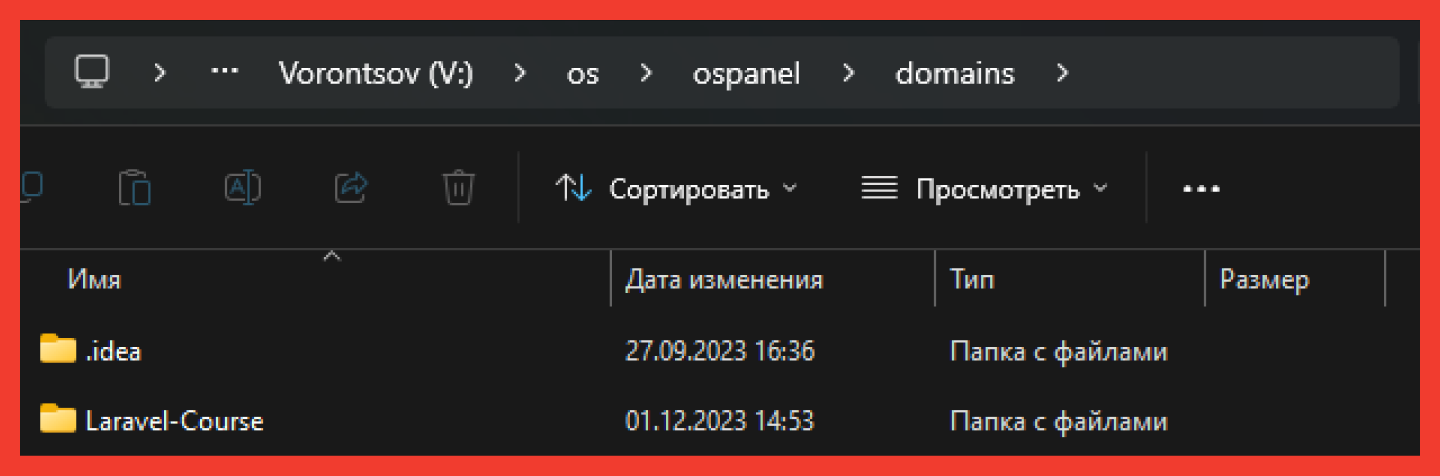 Vorontsov (V:) os ospanel domains
Сортировать Просмотреть
Имя Дата изменения Тип Размер
.idea 27.09.2023 16:36 Папка с файлами
Laravel-Course 01.12.2023 14:53 Папка с файлами